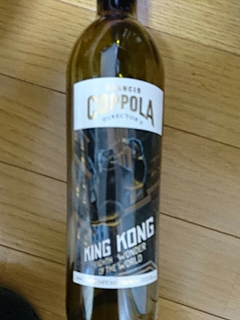 FRANCIS
COPPOLA
DIRECTOR'S
KING KONG
EIGHTH WONDER
OF THE WORLD